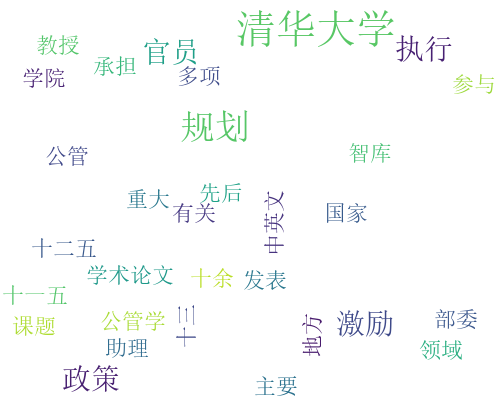 清华大学
教授
官员
执行
学院
承担
多项
参与
规划
公管
智库
重大
先后
有关
中英文
国家
十二五
学术论文
十余
发表
十一五
课题
公管学
十三
地方
激励
部委
助理
领域
政策
主要